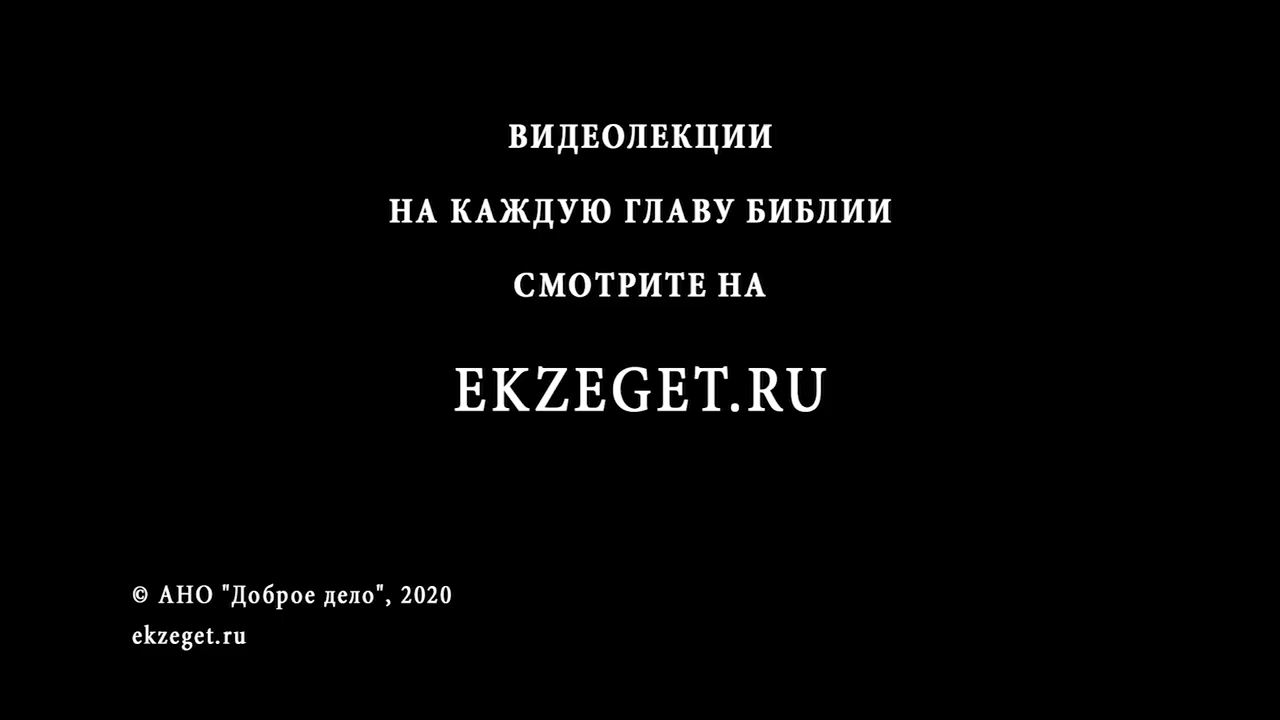 ВИДЕОЛЕКЦИИ
НА КАЖДУЮ ГЛАВУ БИБЛИИ
СМОТРИТЕ НА
EKZEGET.RU
© АНО "Доброе дело", 2020
ekzeget.ru